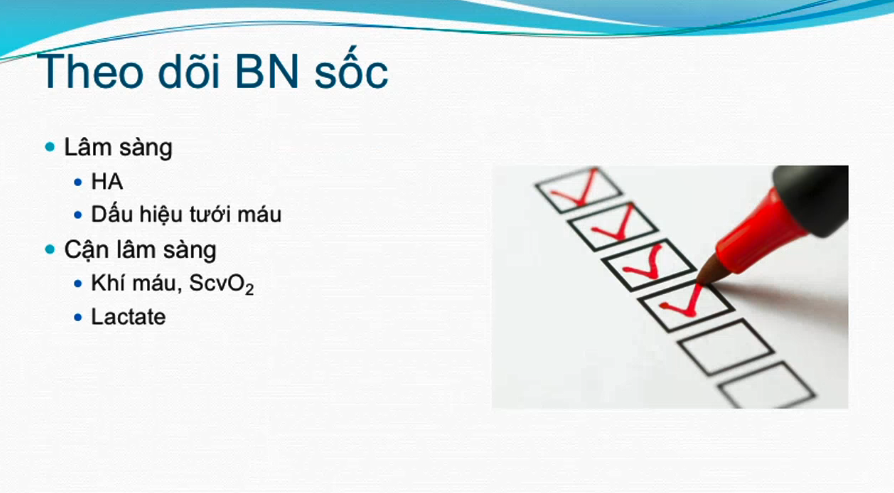 Theo dõi BN sốc
Lâm sàng
HA
Dấu hiệu tưới máu
Cận lâm sàng
Khí máu, ScvO₂
Lactate